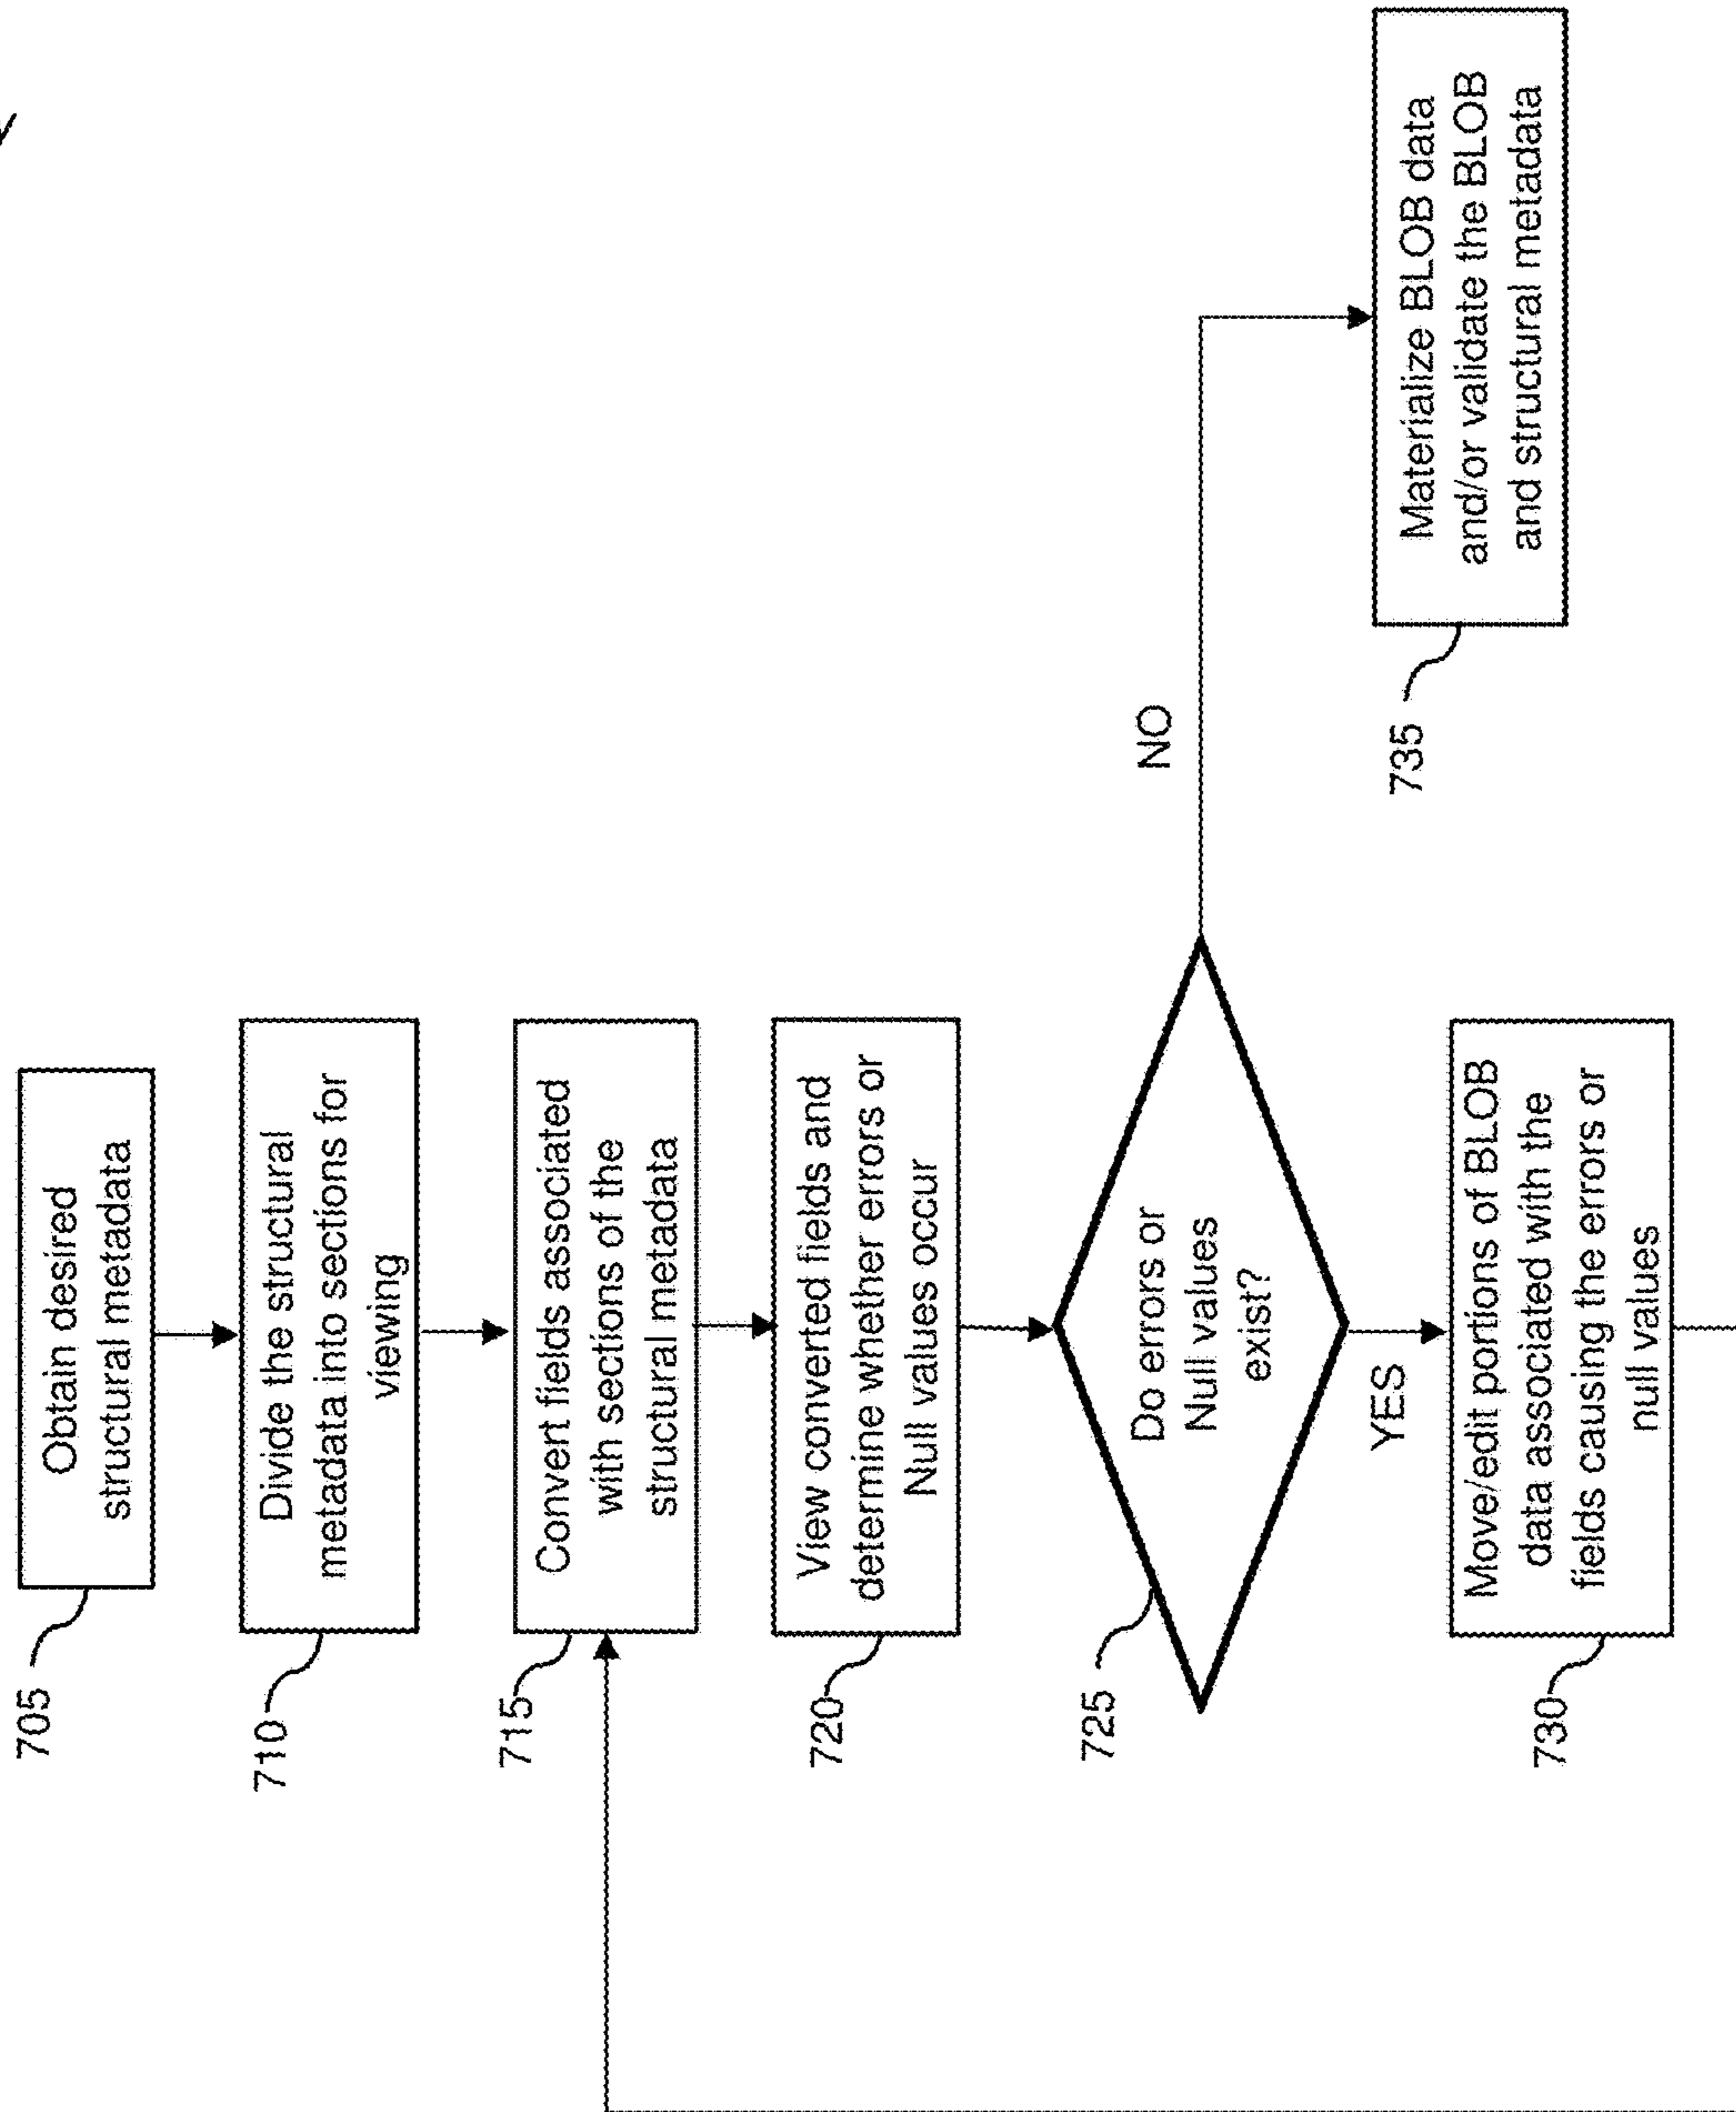 705
Obtain desired
structural metadata
710
Divide the structural
metadata into sections for
viewing
715
Convert fields associated
with sections of the
structural metadata
720
View converted fields and
determine whether errors or
Null values occur
725
Do errors or
Null values
exist?
NO
YES
735
Materialize BLOB data
and/or validate the BLOB
and structural metadata
730
Move/edit portions of BLOB
data associated with the
fields causing the errors or
null values